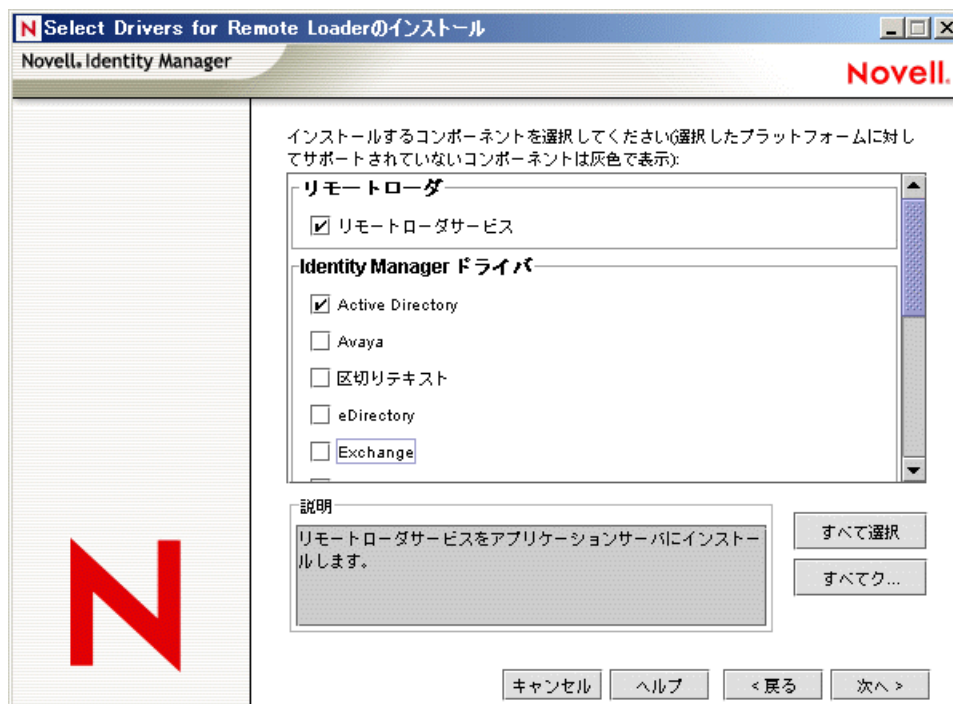 Select Drivers for Remote Loaderのインストール
Novell. Identity Manager
Novell.
インストールするコンポーネントを選択してください(選択したプラットフォームに対し
てサポートされていないコンポーネントは灰色で表示):
リモートローダ
リモートローダサービス
Identity Manager ドライバ
Active Directory
Avaya
区切りテキスト
eDirectory
Exchange
説明
リモートローダサービスをアプリケーションサーバにインストー
ルします。
すべて選択
すべてク...
キャンセル
ヘルプ
<戻る
次へ >